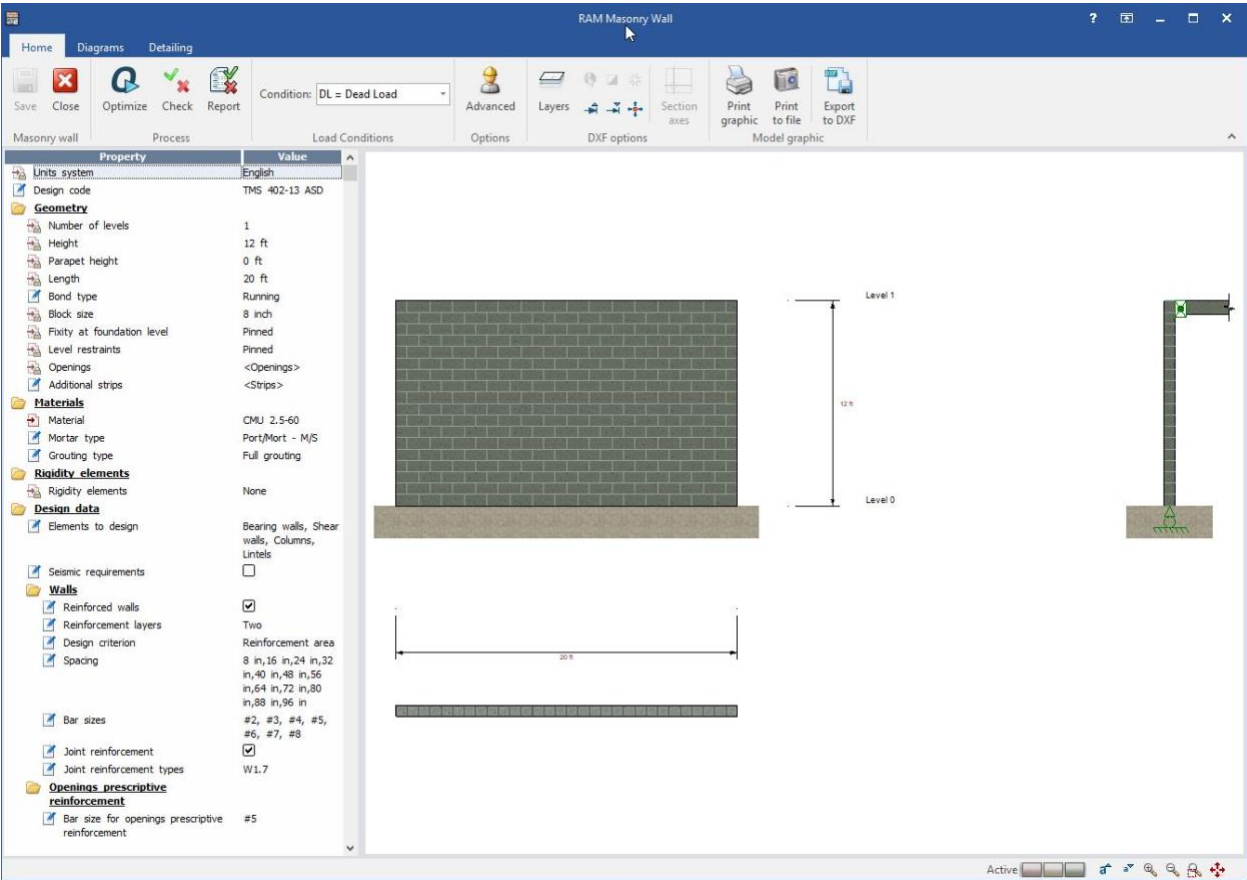 RAM Masonry Wall
?
Home Diagrams Detailing
Save Close Optimize Check Report Condition: DL = Dead Load Advanced Layers Section axes Print graphic Print to file Export to DXF
Masonry wall Process Load Conditions Options DXF options Model graphic
Property Value
Units system English
Design code TMS 402-13 ASD
Geometry
Number of levels 1
Height 12 ft
Parapet height 0 ft
Length 20 ft
Bond type Running
Block size 8 inch
Fixity at foundation level Pinned
Level restraints Pinned
Openings <Openings>
Additional strips <Strips>
Materials
Material CMU 2.5-60
Mortar type Port/Mort - M/S
Grouting type Full grouting
Rigidity elements
Rigidity elements None
Design data
Elements to design Bearing walls, Shear
walls, Columns,
Lintels
Seismic requirements
Walls
Reinforced walls
Reinforcement layers Two
Design criterion Reinforcement area
Spacing 8 in,16 in,24 in,32
in,40 in,48 in,56
in,64 in,72 in,80
in,88 in,96 in
Bar sizes #2, #3, #4, #5,
#6, #7, #8
Joint reinforcement
Joint reinforcement types W1.7
Openings prescriptive
reinforcement
Bar size for openings prescriptive #5
reinforcement
Level 1
12 ft
Level 0
20 ft
Active